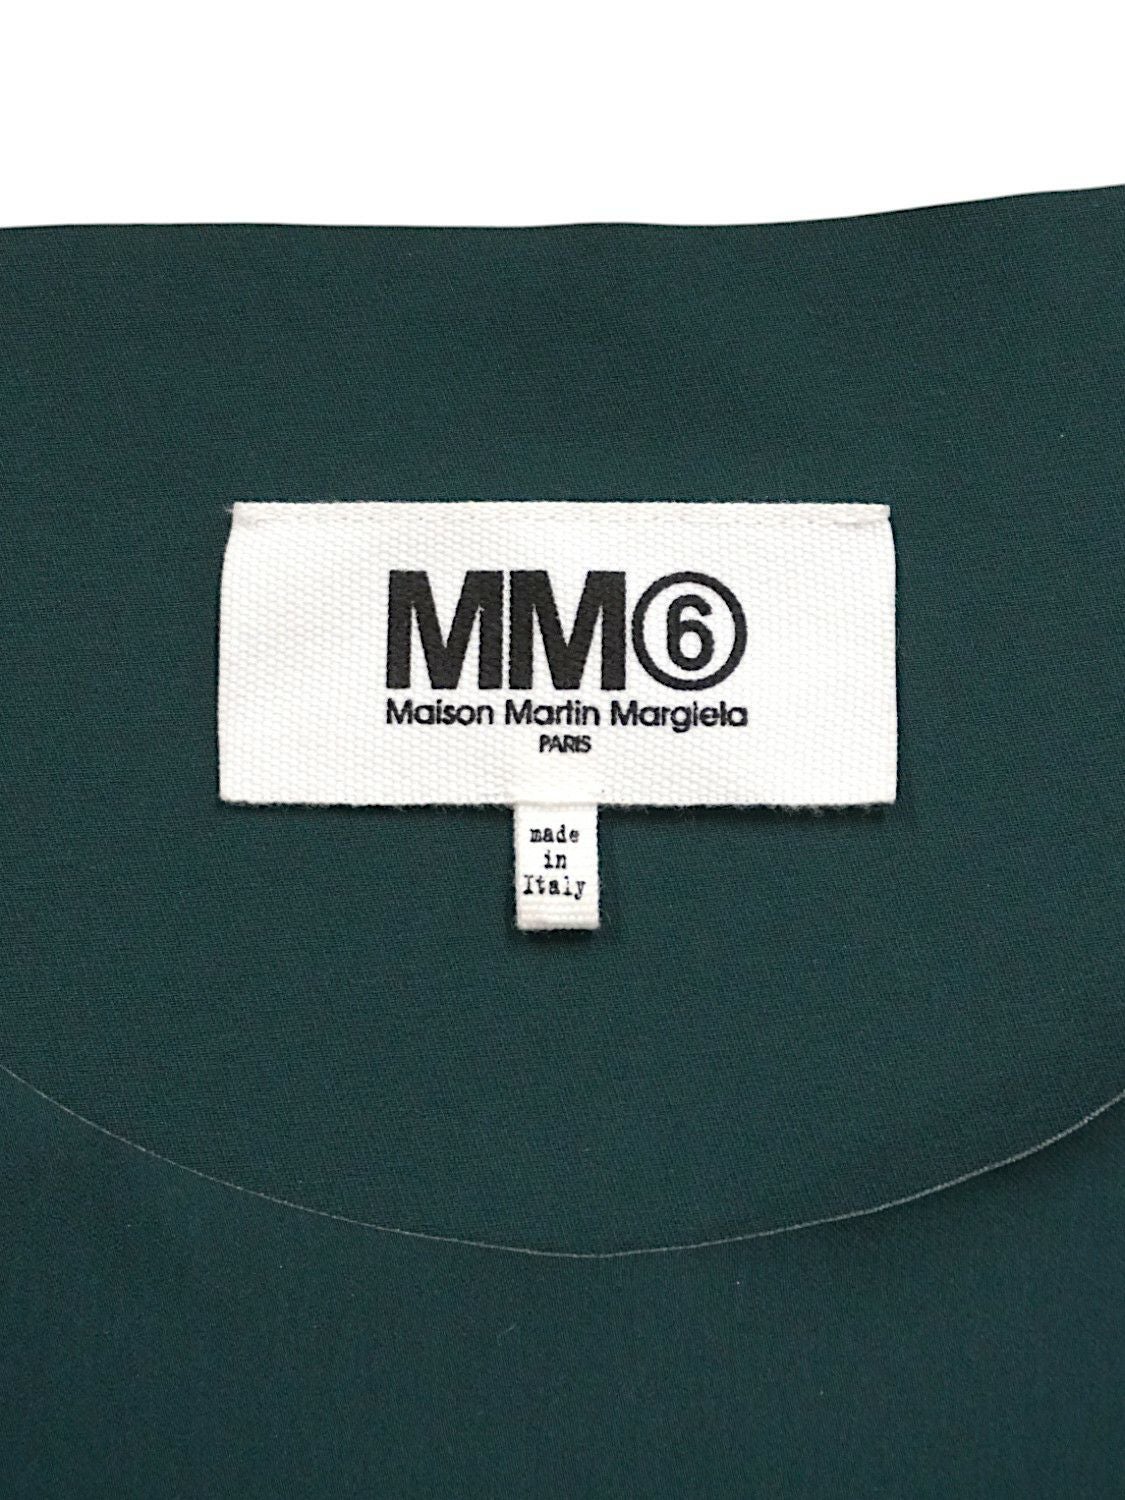 MM⑥
Maison Martin Margiela
PARIS
made
in
Italy